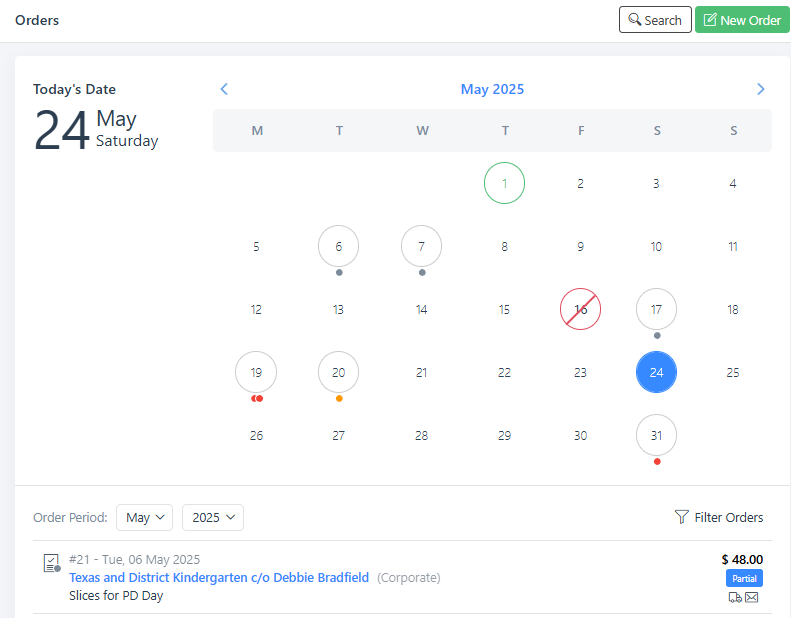 Orders
Search
New Order
Today's Date
24 May
Saturday
May 2025
M T W T F S S
1 2 3 4
5 6 7 8 9 10 11
12 13 14 15 16 17 18
19 20 21 22 23 24 25
26 27 28 29 30 31
Order Period: May 2025
Filter Orders
#21 - Tue, 06 May 2025
$ 48.00
Texas and District Kindergarten c/o Debbie Bradfield (Corporate)
Partial
Slices for PD Day